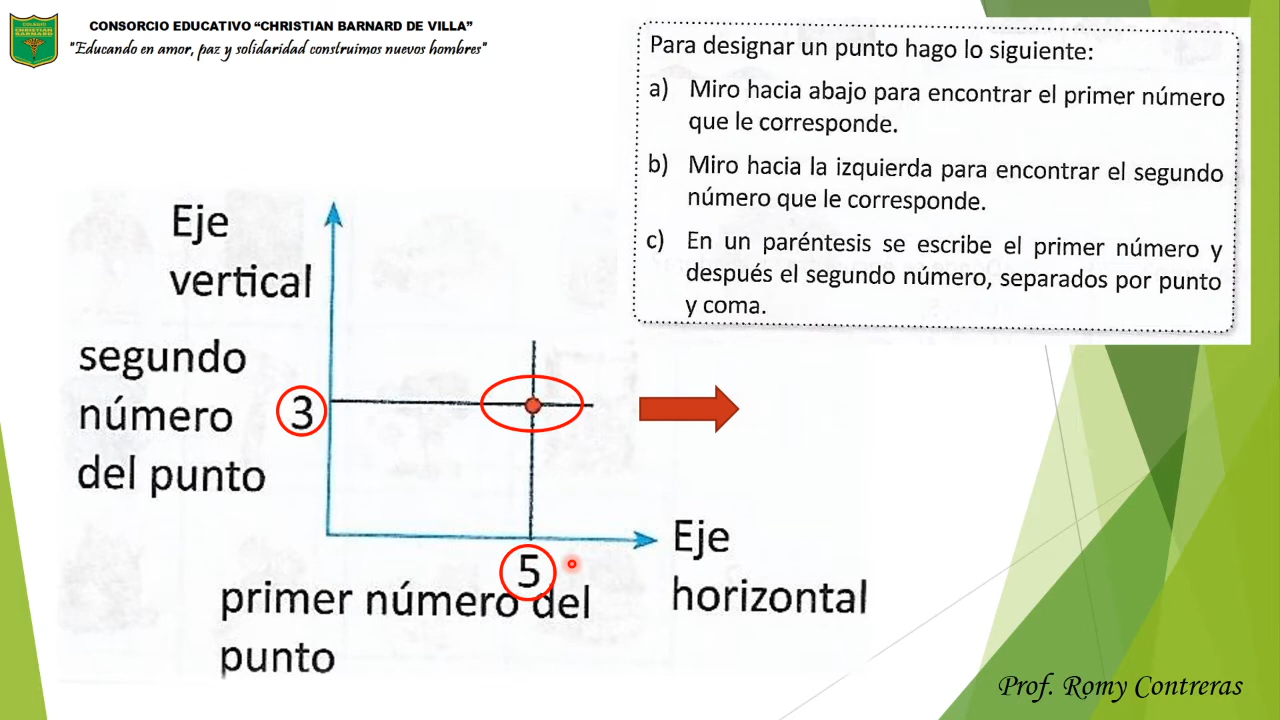 CONSORCIO EDUCATIVO “CHRISTIAN BARNARD DE VILLA”
"Educando en amor, paz y solidaridad construimos nuevos hombres"
Para designar un punto hago lo siguiente:
a) Miro hacia abajo para encontrar el primer número
que le corresponde.
b) Miro hacia la izquierda para encontrar el segundo
número que le corresponde.
c) En un paréntesis se escribe el primer número y
después el segundo número, separados por punto
y coma.
Eje
vertical
segundo
número
del punto
3
5
primer número del
punto
Eje
horizontal
Prof. Romy Contreras